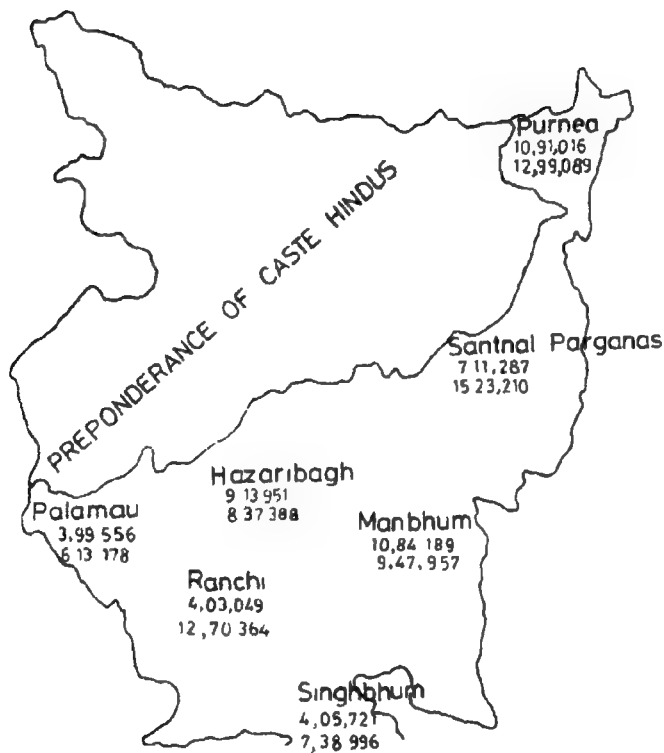 Purnea
10,91,016
12,99,089
PREPONDERANCE OF CASTE HINDUS
Santnal Parganas
7 11,287
15 23,210
Hazaribagh
9 13 951
8 37 388
Palamau
3,99 556
6 13 178
Manbhum
10,84 189
9,47,957
Ranchi
4,03,049
12,70 364
Singhbhum
4,05,721
7,38 996